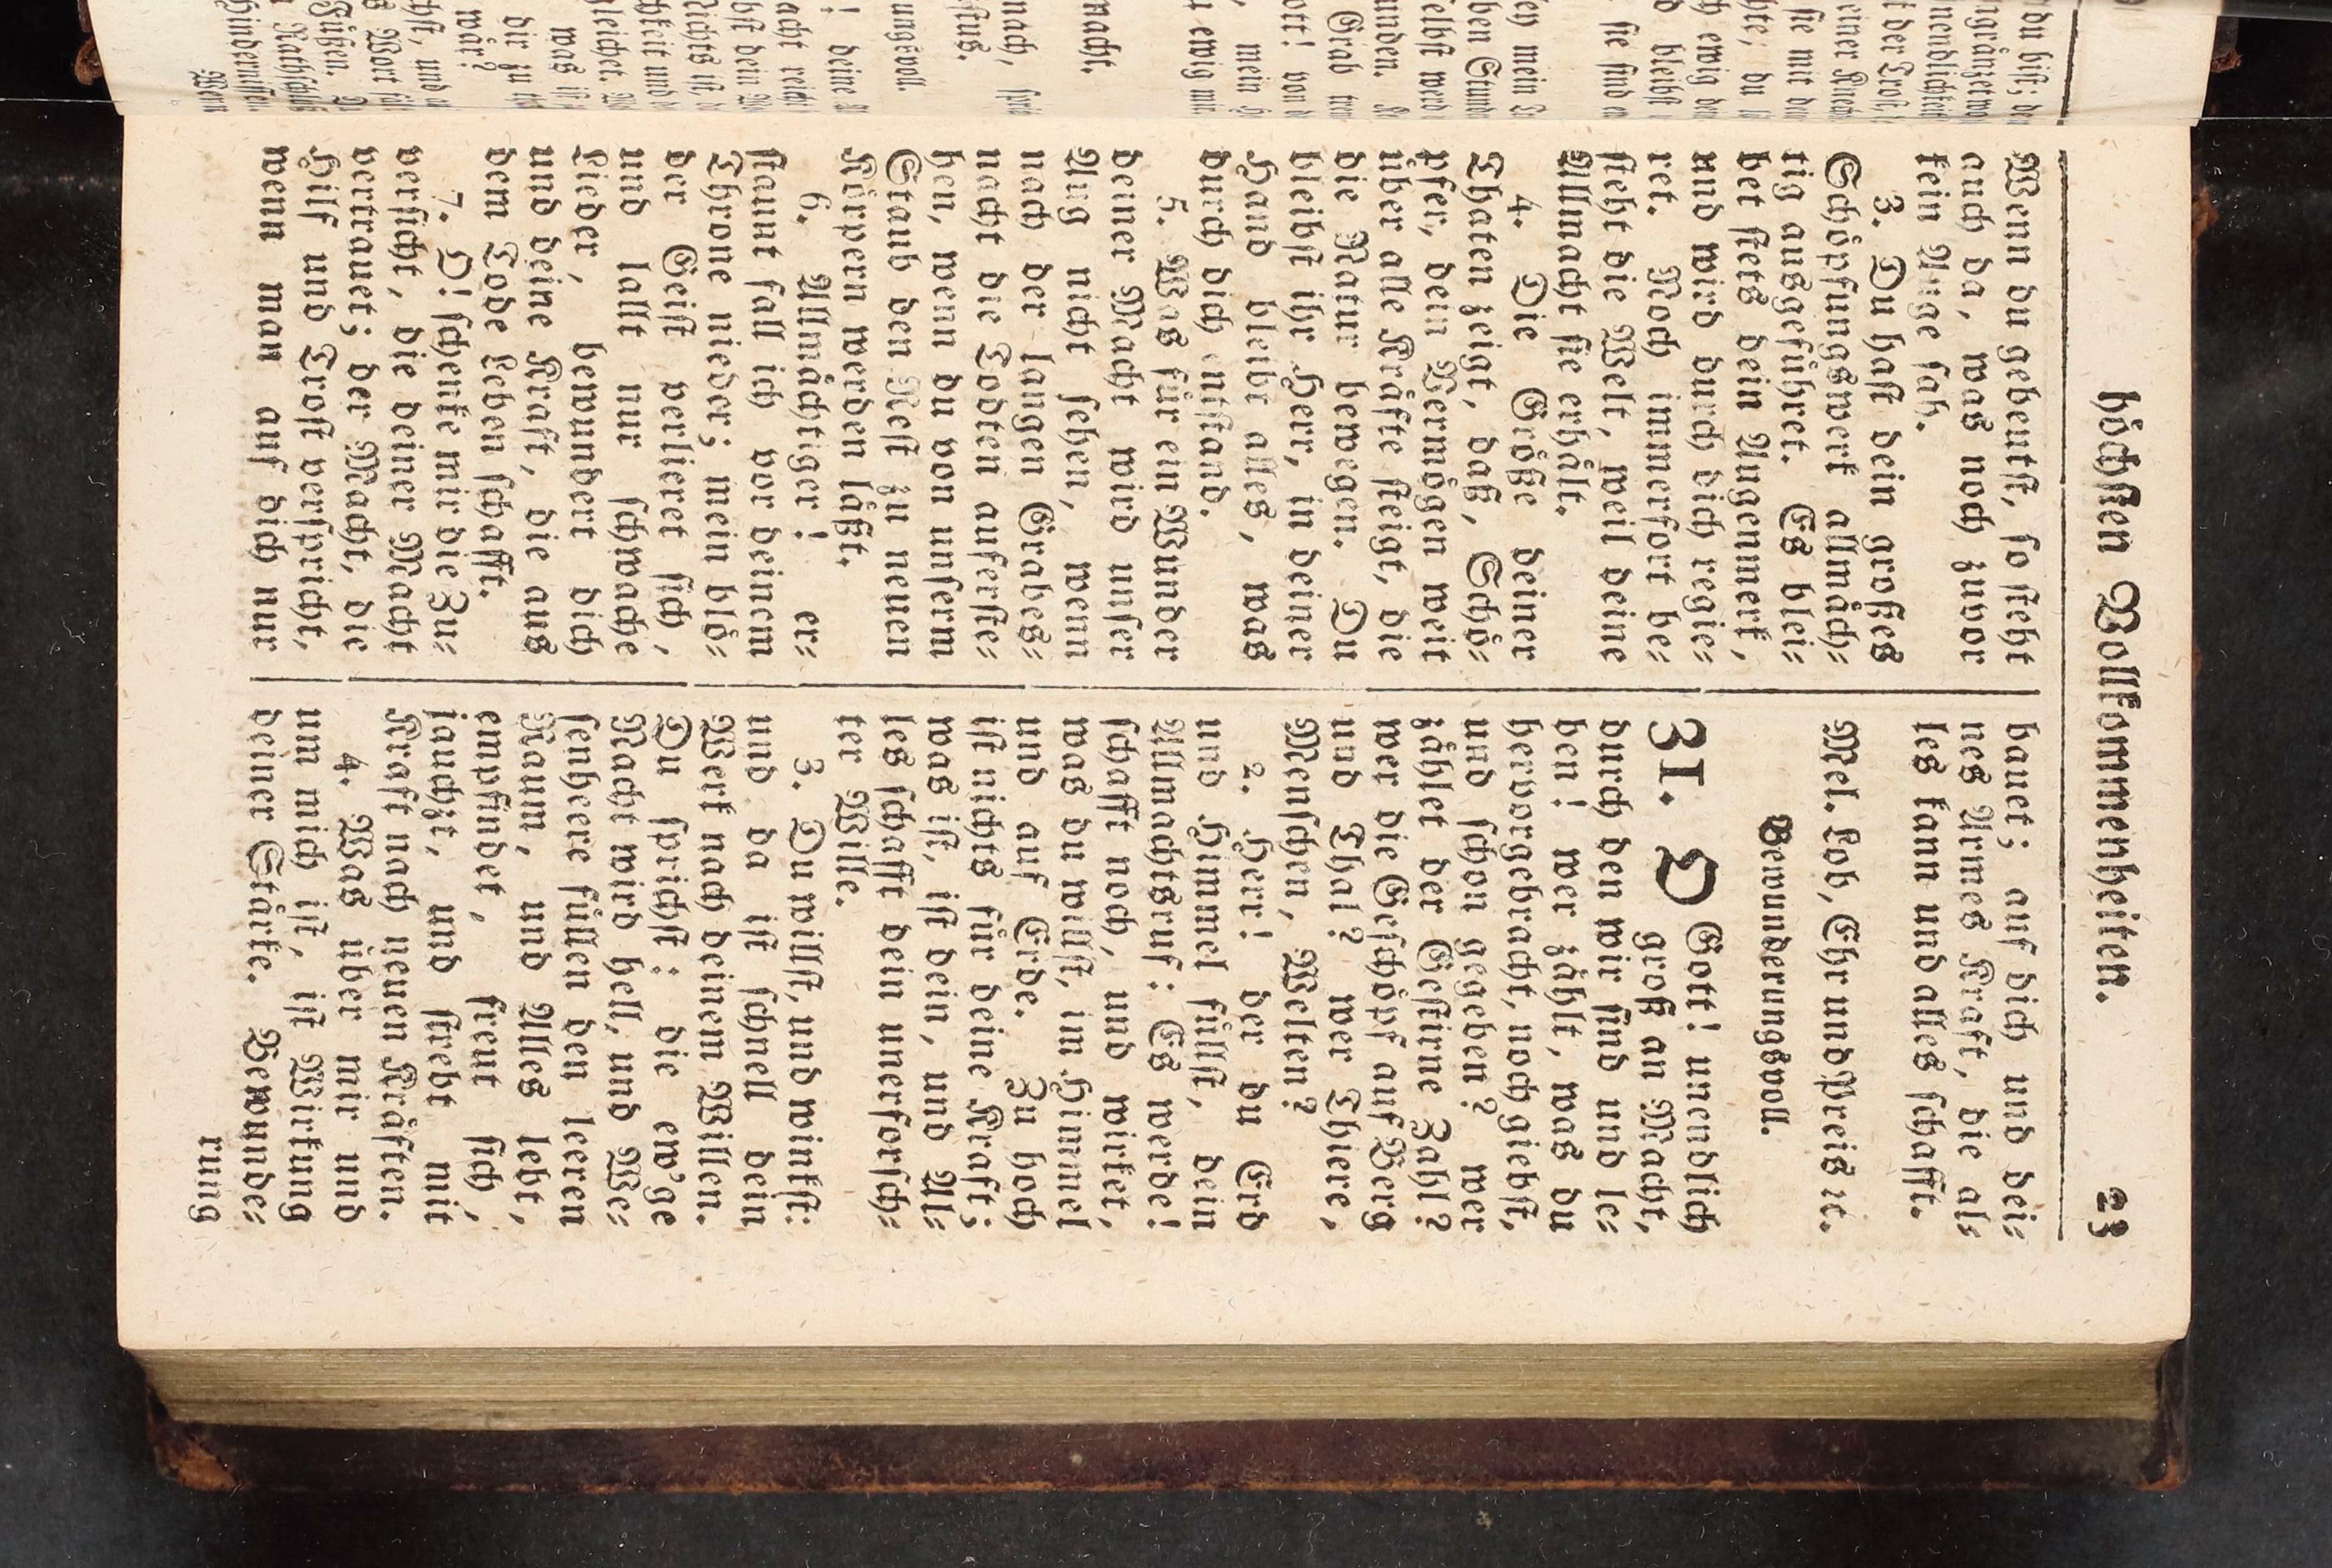 höchſten Vollkommenheiten. 23
Wenn du gebeutſt, ſo ſteht
auch da, was noch zuvor
kein Auge ſah.
3. Du haſt dein großes
Schöpfungswerk allmäch⸗
tig ausgeführet. Es blei⸗
bet ſtets dein Augenmerk,
und wird durch dich regie⸗
ret. Noch immerfort be⸗
ſteht die Welt, weil deine
Allmacht ſie erhält.
4. Die Größe deiner
Thaten zeigt, daß, Schö⸗
pfer, dein Vermögen weit
über alle Kräfte ſteigt, die
die Natur bewegen. Du
bleibſt ihr Herr, in deiner
Hand bleibt alles, was
durch dich entſtand.
5. Was für ein Wunder
deiner Macht wird unſer
Aug nicht ſehen, wenn
nach der langen Grabes⸗
nacht die Todten auferſte⸗
hen, wenn du von unſerm
Staub den Reſt zu neuen
Körpern werden läßt.
6. Allmächtiger! er⸗
ſtaunt fall ich vor deinem
Throne nieder; mein blö⸗
der Geiſt verlieret ſich,
und lallt nur ſchwache
Lieder, bewundert dich
und deine Kraft, die aus
dem Tode Leben ſchafft.
7. O! ſchenke mir die Zu⸗
verſicht, die deiner Macht
vertrauet; der Macht, die
Hilf und Troſt verſpricht,
wenn man auf dich nur
bauet; auf dich und dei⸗
nes Armes Kraft, die al⸗
les kann und alles ſchafft.
Mel. Lob, Ehr und Preis ꝛc.
Bewunderungsvoll.
31. O Gott! unendlich
groß an Macht,
durch den wir ſind und le⸗
ben! wer zählt, was du
hervorgebracht, noch giebſt,
und ſchon gegeben? wer
zählet der Geſtirne Zahl?
wer die Geſchöpf auf Berg
und Thal? wer Thiere,
Menſchen, Welten?
2. Herr! der du Erd
und Himmel füllſt, dein
Allmachtsruf: Es werde!
ſchafft noch, und wirket,
was du willſt, im Himmel
und auf Erde. Zu hoch
iſt nichts für deine Kraft;
was iſt, iſt dein, und Al⸗
les ſchafft dein unerforſch⸗
ter Wille.
3. Du willſt, und winkſt:
und da iſt ſchnell dein
Werk nach deinem Willen.
Du ſprichſt: die ew'ge
Nacht wird hell, und We⸗
ſenheere füllen den leeren
Raum, und Alles lebt,
empfindet, freut ſich,
jauchzt, und ſtrebt mit
Kraft nach neuen Kräften.
4. Was über mir und
um mich iſt, iſt Wirkung
deiner Stärke. Bewunde⸗
rung